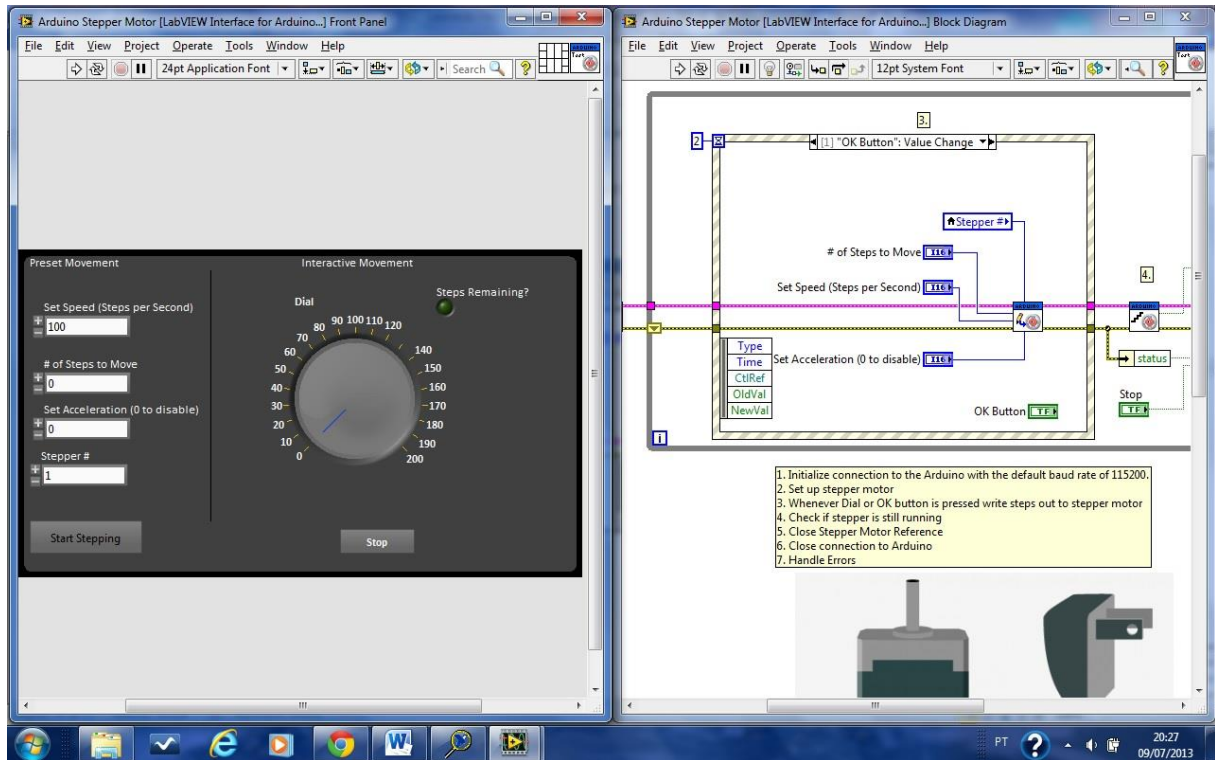 Arduino Stepper Motor [LabVIEW Interface for Arduino...] Front Panel
File Edit View Project Operate Tools Window Help
24pt Application Font
Search
Preset Movement
Interactive Movement
Set Speed (Steps per Second)
100
# of Steps to Move
0
Set Acceleration (0 to disable)
0
Stepper #
1
Start Stepping
Dial
Steps Remaining?
0
10
20
30
40
50
60
70
80
90
100
110
120
140
150
160
170
180
190
200
Stop
Arduino Stepper Motor [LabVIEW Interface for Arduino...] Block Diagram
File Edit View Project Operate Tools Window Help
12pt System Font
3.
2
[1] "OK Button": Value Change
Stepper #
# of Steps to Move I16
Set Speed (Steps per Second) I16
ARDUINO
4.
ARDUINO
Type
Time
CtlRef
OldVal
NewVal
Set Acceleration (0 to disable) I16
status
OK Button TF
Stop
TF
i
1. Initialize connection to the Arduino with the default baud rate of 115200.
2. Set up stepper motor
3. Whenever Dial or OK button is pressed write steps out to stepper motor
4. Check if stepper is still running
5. Close Stepper Motor Reference
6. Close connection to Arduino
7. Handle Errors
PT
20:27
09/07/2013